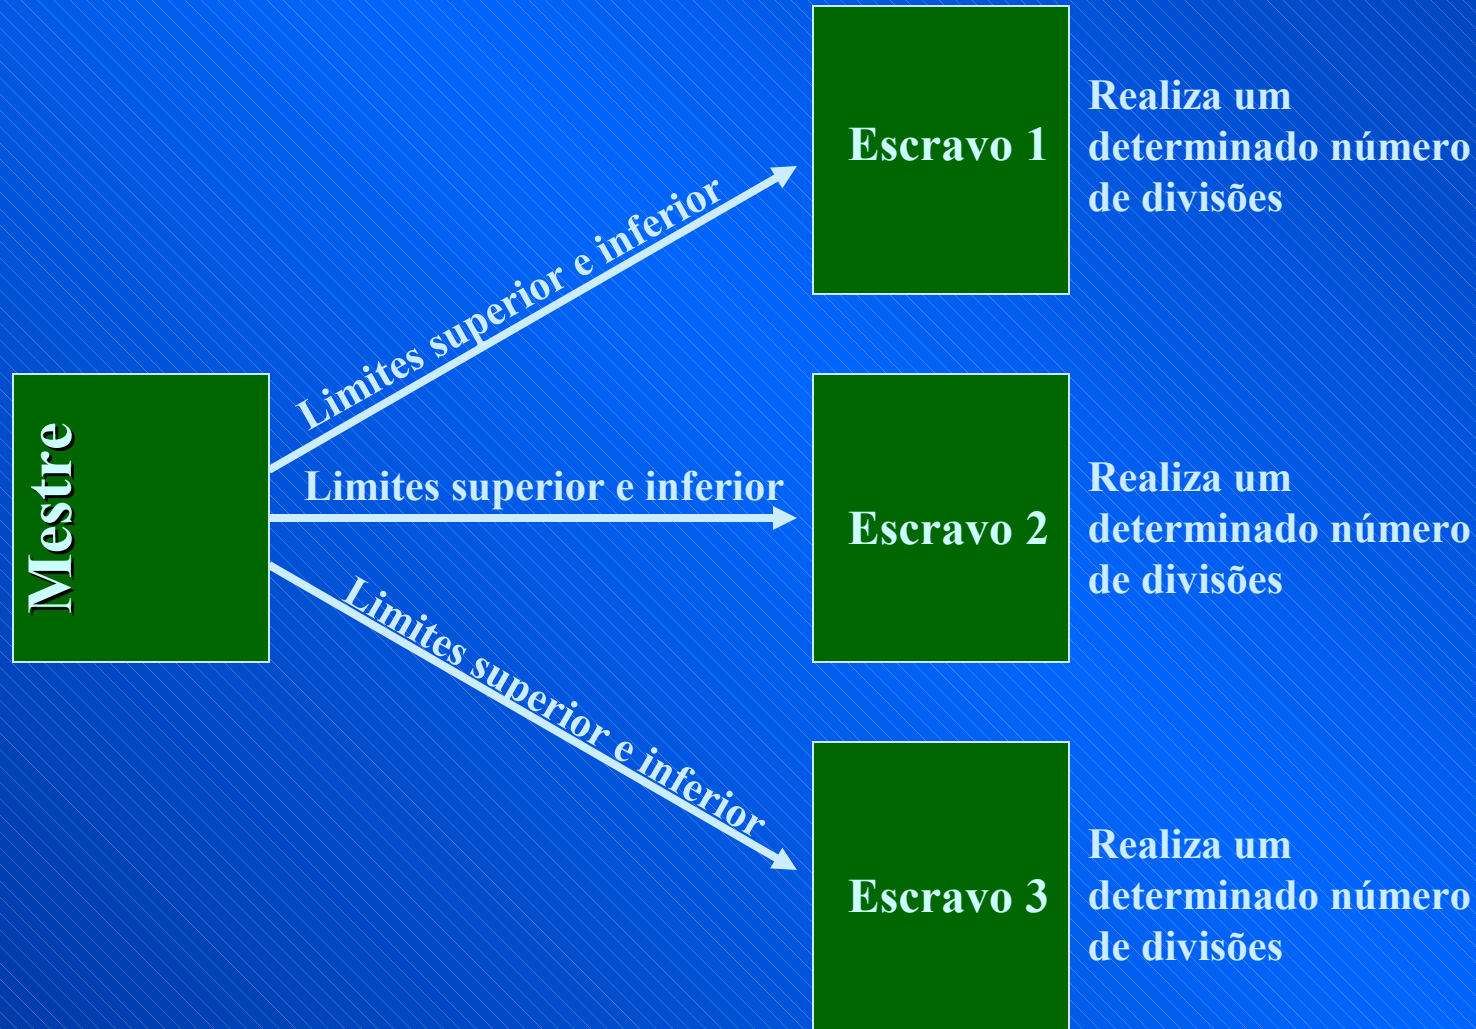 Mestre
Limites superior e inferior
Limites superior e inferior
Limites superior e inferior
Escravo 1
Realiza um
determinado número
de divisões
Escravo 2
Realiza um
determinado número
de divisões
Escravo 3
Realiza um
determinado número
de divisões